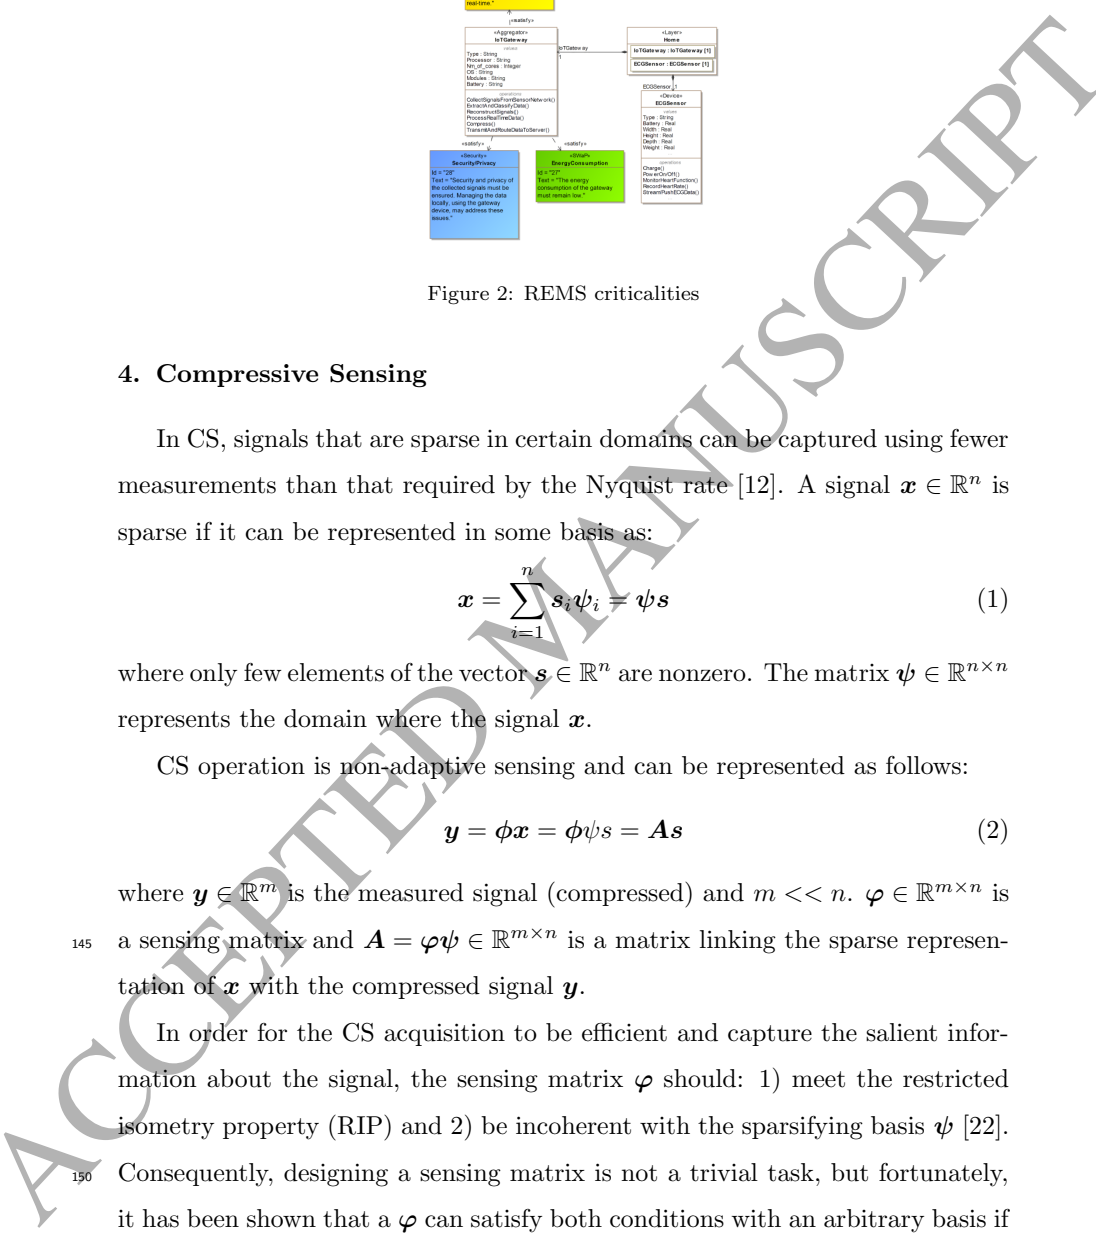 real-time."
«satisfy»
«Aggregator»
IoTGateway
values
Type : String
Processor : String
Nm_of_cores : Integer
OS : String
Modules : String
Battery : String
operations
CollectSignalsFromSensorNetwork()
ExtractAndClassifyData()
ReconstructSignals()
ProcessRealTimeData()
Compress()
TransmitAndRouteDataToServer()
IoTGateway
1
«Layer»
Home
IoTGateway : IoTGateway [1]
ECGSensor : ECGSensor [1]
ECGSensor 1
«Device»
ECGSensor
values
Type : String
Battery : Real
Width : Real
Height : Real
Depth : Real
Weight : Real
operations
Charge()
PowerOn/Off()
MonitorHeartFunction()
RecordHeartRate()
StreamPushECGData()
«satisfy»
«satisfy»
«Security»
Security/Privacy
Id = "28"
Text = "Security and privacy of
the collected signals must be
ensured. Managing the data
locally, using the gateway
device, may address these
issues."
«SWaP»
EnergyConsumption
Id = "27"
Text = "The energy
consumption of the gateway
must remain low."
Figure 2: REMS criticalities
4. Compressive Sensing
In CS, signals that are sparse in certain domains can be captured using fewer
measurements than that required by the Nyquist rate [12]. A signal x ∈ ℝⁿ is
sparse if it can be represented in some basis as:
x = ∑ⁿᵢ₌₁ sᵢψᵢ = ψs (1)
where only few elements of the vector s ∈ ℝⁿ are nonzero. The matrix ψ ∈ ℝⁿˣⁿ
represents the domain where the signal x.
CS operation is non-adaptive sensing and can be represented as follows:
y = ϕx = ϕψs = As (2)
where y ∈ ℝᵐ is the measured signal (compressed) and m << n. φ ∈ ℝᵐˣⁿ is
145 a sensing matrix and A = φψ ∈ ℝᵐˣⁿ is a matrix linking the sparse represen-
tation of x with the compressed signal y.
In order for the CS acquisition to be efficient and capture the salient infor-
mation about the signal, the sensing matrix φ should: 1) meet the restricted
isometry property (RIP) and 2) be incoherent with the sparsifying basis ψ [22].
150 Consequently, designing a sensing matrix is not a trivial task, but fortunately,
it has been shown that a φ can satisfy both conditions with an arbitrary basis if
ACCEPTED MANUSCRIPT